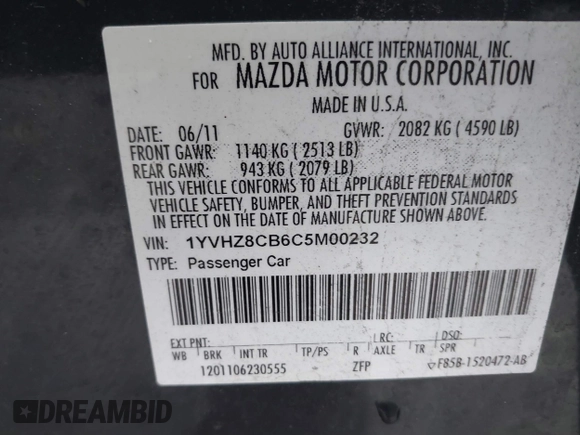 MFD. BY AUTO ALLIANCE INTERNATIONAL, INC.
FOR MAZDA MOTOR CORPORATION
MADE IN U.S.A.
DATE: 06/11 GVWR: 2082 KG ( 4590 LB)
FRONT GAWR: 1140 KG ( 2513 LB)
REAR GAWR: 943 KG ( 2079 LB)
THIS VEHICLE CONFORMS TO ALL APPLICABLE FEDERAL MOTOR
VEHICLE SAFETY, BUMPER, AND THEFT PREVENTION STANDARDS
IN EFFECT ON THE DATE OF MANUFACTURE SHOWN ABOVE.
VIN: 1YVHZ8CB6C5M00232
TYPE: Passenger Car
EXT PNT: LRC: DSO:
WB BRK INT TR TP/PS R AXLE TR SPR
1201106230555 ZFP F85B-1520472-AB
DREAMBID